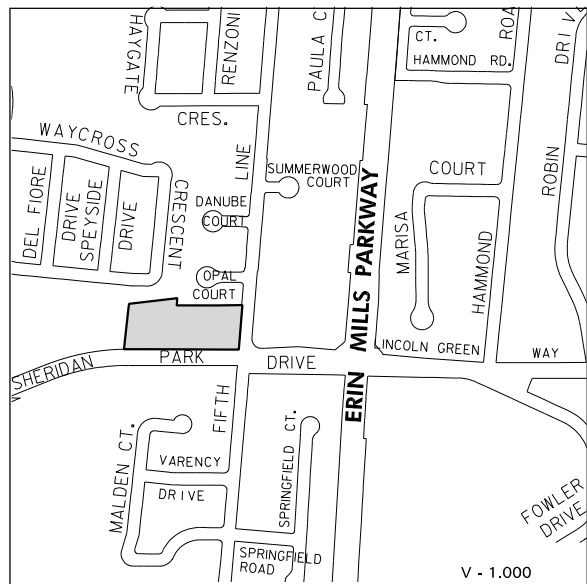 HAYGATE
RENZONI
PAULA C
CT.
HAMMOND RD.
ROA
DRIVE
CRES.
WAYCROSS
LINE
SUMMERWOOD
COURT
COURT
DEL FIORE
DRIVE
SPEYSIDE
DRIVE
CRESCENT
DANUBE
COURT
ERIN MILLS PARKWAY
MARISA
HAMMOND
ROBIN
OPAL
COURT
SHERIDAN
PARK
DRIVE
INCOLN GREEN
WAY
MALDEN CT.
FIFTH
VARENCY
DRIVE
SPRINGFIELD CT.
SPRINGFIELD
ROAD
FOWLER
DRIVE
V - 1.000